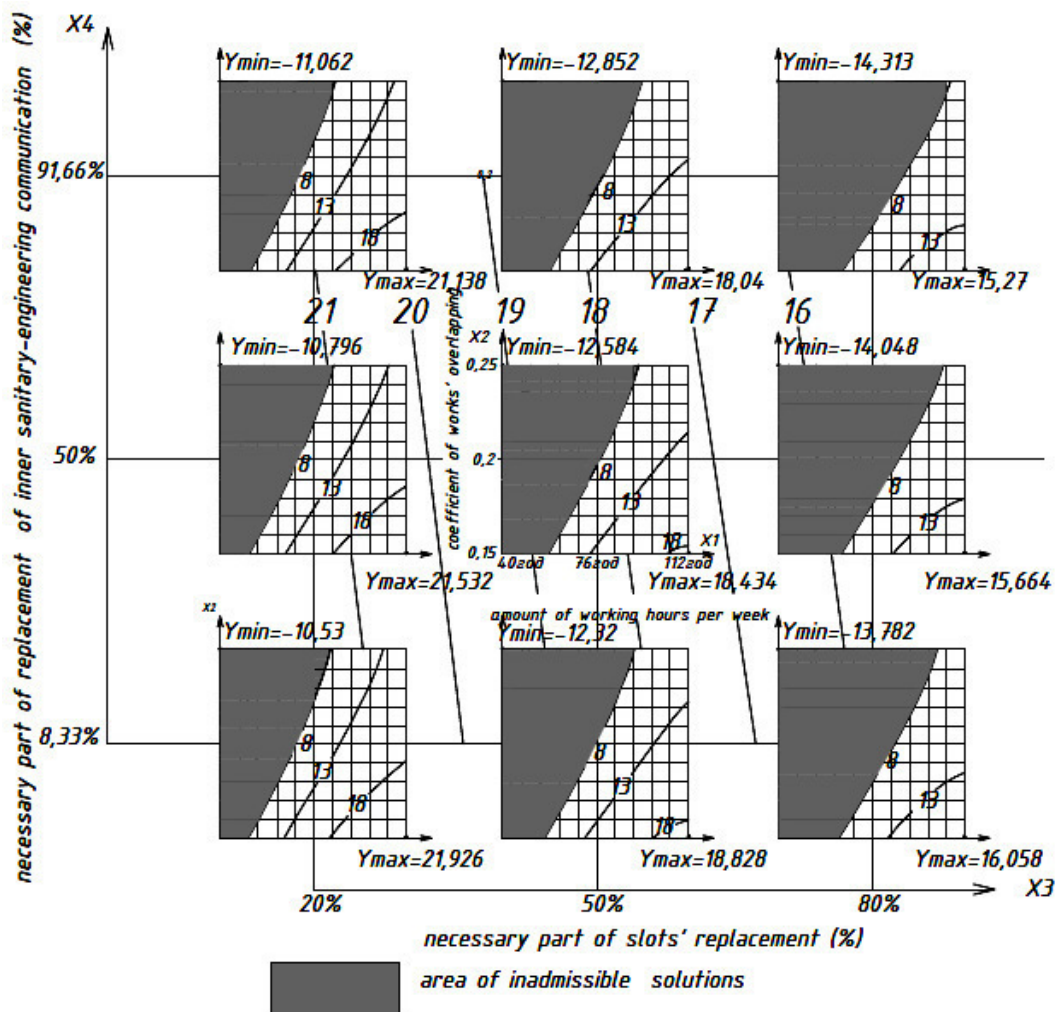 X4
necessary part of replacement of inner sanitary-engineering communication (%)
Ymin=-11,062
Ymin=-12,852
Ymin=-14,313
91,66%
8
13
18
8
13
8
13
Ymax=21,138
Ymax=18,04
Ymax=15,27
21
20
19
18
17
16
Ymin=-10,796
coefficient of works' overlapping
X2
Ymin=-12,584
Ymin=-14,048
0,25
50%
0,2
8
13
18
8
13
18
8
13
X1
0,15
40год
76год
112год
Ymax=21,532
Ymax=18,434
Ymax=15,664
X2
amount of working hours per week
Ymin=-10,53
Ymin=-12,32
Ymin=-13,782
8,33%
8
13
18
8
13
18
8
13
Ymax=21,926
Ymax=18,828
Ymax=16,058
20%
50%
80%
X3
necessary part of slots' replacement (%)
area of inadmissible solutions